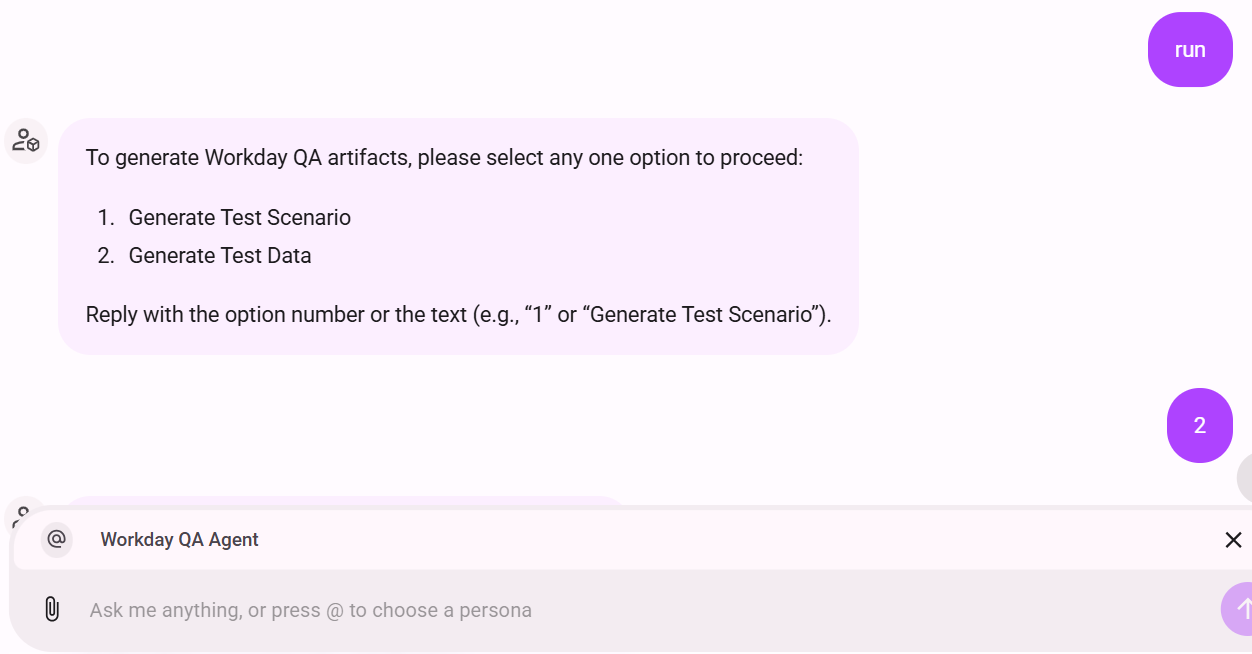 run
To generate Workday QA artifacts, please select any one option to proceed:
1. Generate Test Scenario
2. Generate Test Data
Reply with the option number or the text (e.g., “1” or “Generate Test Scenario”).
2
@ Workday QA Agent
Ask me anything, or press @ to choose a persona